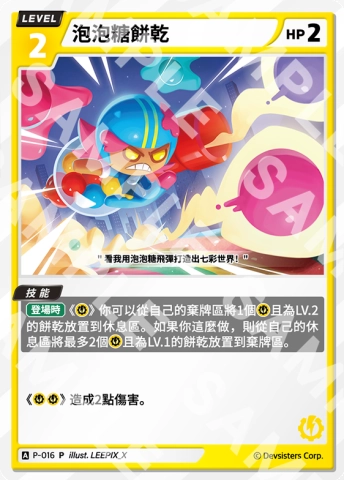 LEVEL
2
泡泡糖餅乾
HP 2
"看我用泡泡糖飛彈打造出七彩世界！"
技能
登場時 《》你可以從自己的棄牌區將1個且為LV.2
的餅乾放置到休息區。如果你這麼做，則從自己的休
息區將最多2個且為LV.1的餅乾放置到棄牌區。
《》造成2點傷害。
A P-016 P illust. LEEPIX_X
© Devsisters Corp.
SAMPLE